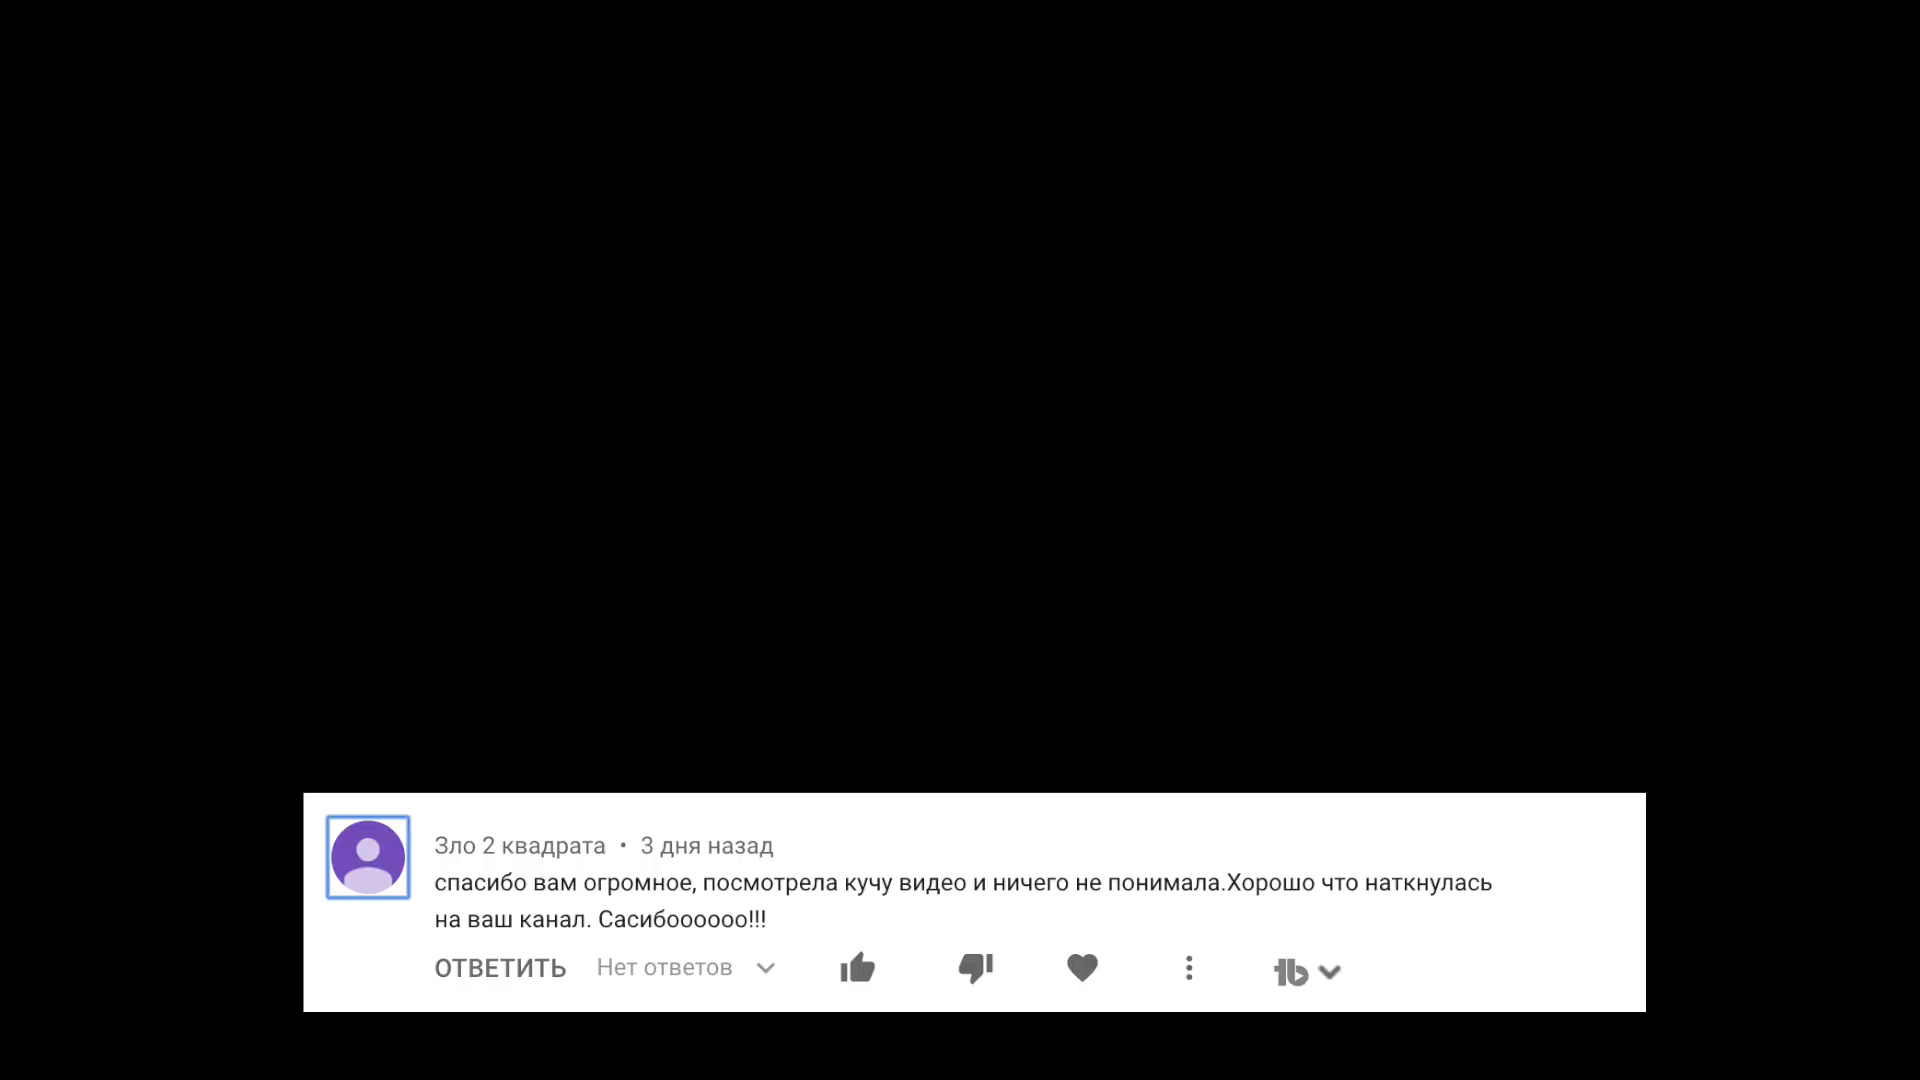 Зло 2 квадрата • 3 дня назад
спасибо вам огромное, посмотрела кучу видео и ничего не понимала.Хорошо что наткнулась
на ваш канал. Сасибоооооо!!!
ОТВЕТИТЬ Нет ответов